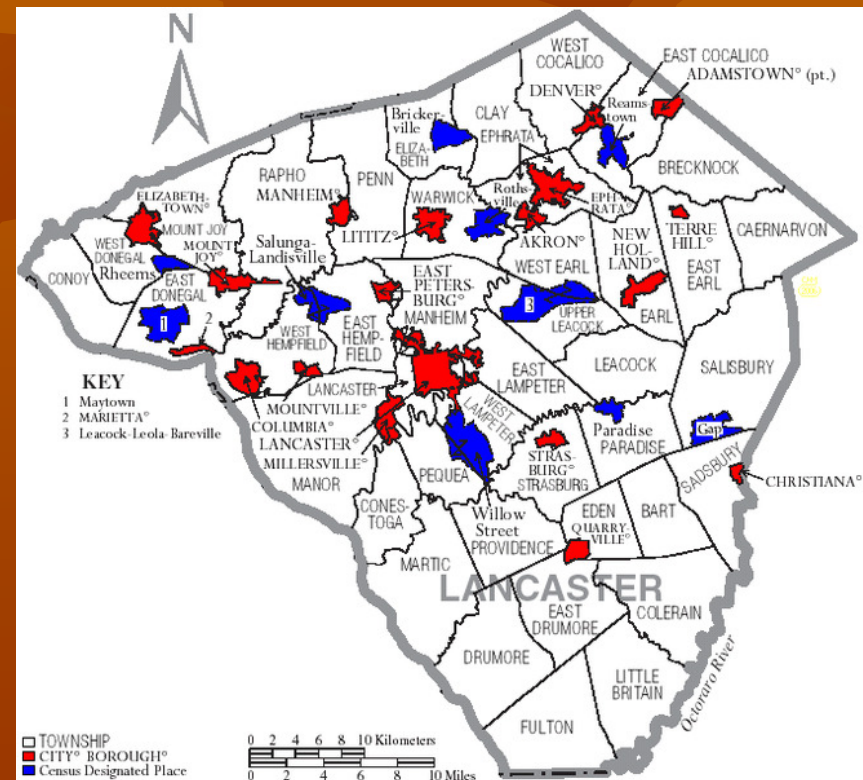 N
WEST
COCALICO
EAST COCALICO
ADAMSTOWN° (pt.)
DENVER°
Reams-
town
Bricker-
ville
CLAY
EPHRATA
ELIZA-
BETH
BRECKNOCK
RAPHO
PENN
MANHEIM°
WARWICK
Roths-
ville
EPH-
RATA°
ELIZABETH-
TOWN°
MOUNT JOY
LITITZ°
AKRON°
NEW
HOL-
LAND°
TERRE
HILL°
CAERNARVON
WEST
DONEGAL
MOUNT
JOY°
Salunga-
Landisville
Rheems
CONOY
EAST
DONEGAL
EAST
PETERS-
BURG°
MANHEIM
WEST EARL
EAST
EARL
EARL
1
2
3
UPPER
LEACOCK
WEST
HEMPFIELD
EAST
HEMP-
FIELD
LEACOCK
SALISBURY
EAST
LAMPETER
LANCASTER
WEST
LAMPETER
KEY
1 Maytown
2 MARIETTA°
3 Leacock-Leola-Bareville
MOUNTVILLE°
COLUMBIA°
LANCASTER°
MILLERSVILLE°
MANOR
PEQUEA
STRAS-
BURG°
STRASBURG
Paradise
PARADISE
Gap
SADSBURY
CHRISTIANA°
CONES-
TOGA
Willow
Street
PROVIDENCE
EDEN
QUARRY-
VILLE°
BART
MARTIC
LANCASTER
EAST
DRUMORE
COLERAIN
DRUMORE
LITTLE
BRITAIN
FULTON
Octoraro River
TOWNSHIP
CITY° BOROUGH°
Census Designated Place
0 2 4 6 8 10 Kilometers
0 2 4 6 8 10 Miles